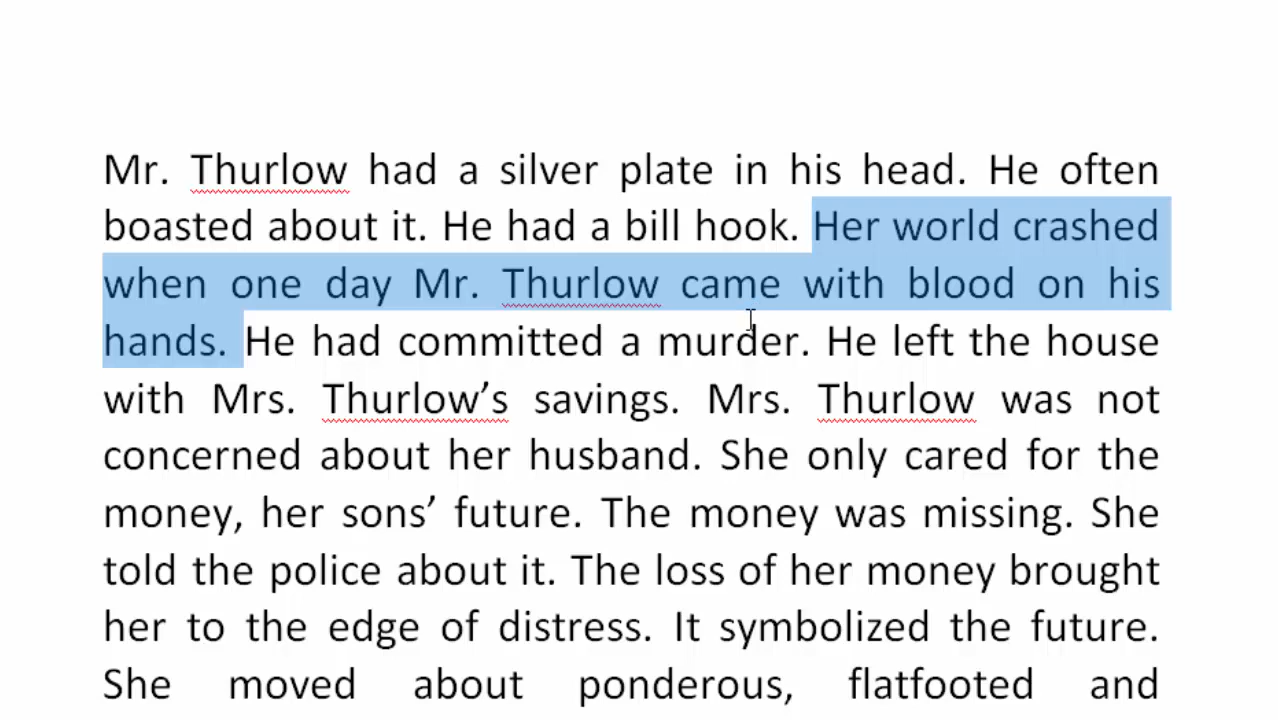 Mr. Thurlow had a silver plate in his head. He often
boasted about it. He had a bill hook. Her world crashed
when one day Mr. Thurlow came with blood on his
hands. He had committed a murder. He left the house
with Mrs. Thurlow’s savings. Mrs. Thurlow was not
concerned about her husband. She only cared for the
money, her sons’ future. The money was missing. She
told the police about it. The loss of her money brought
her to the edge of distress. It symbolized the future.
She moved about ponderous, flatfooted and